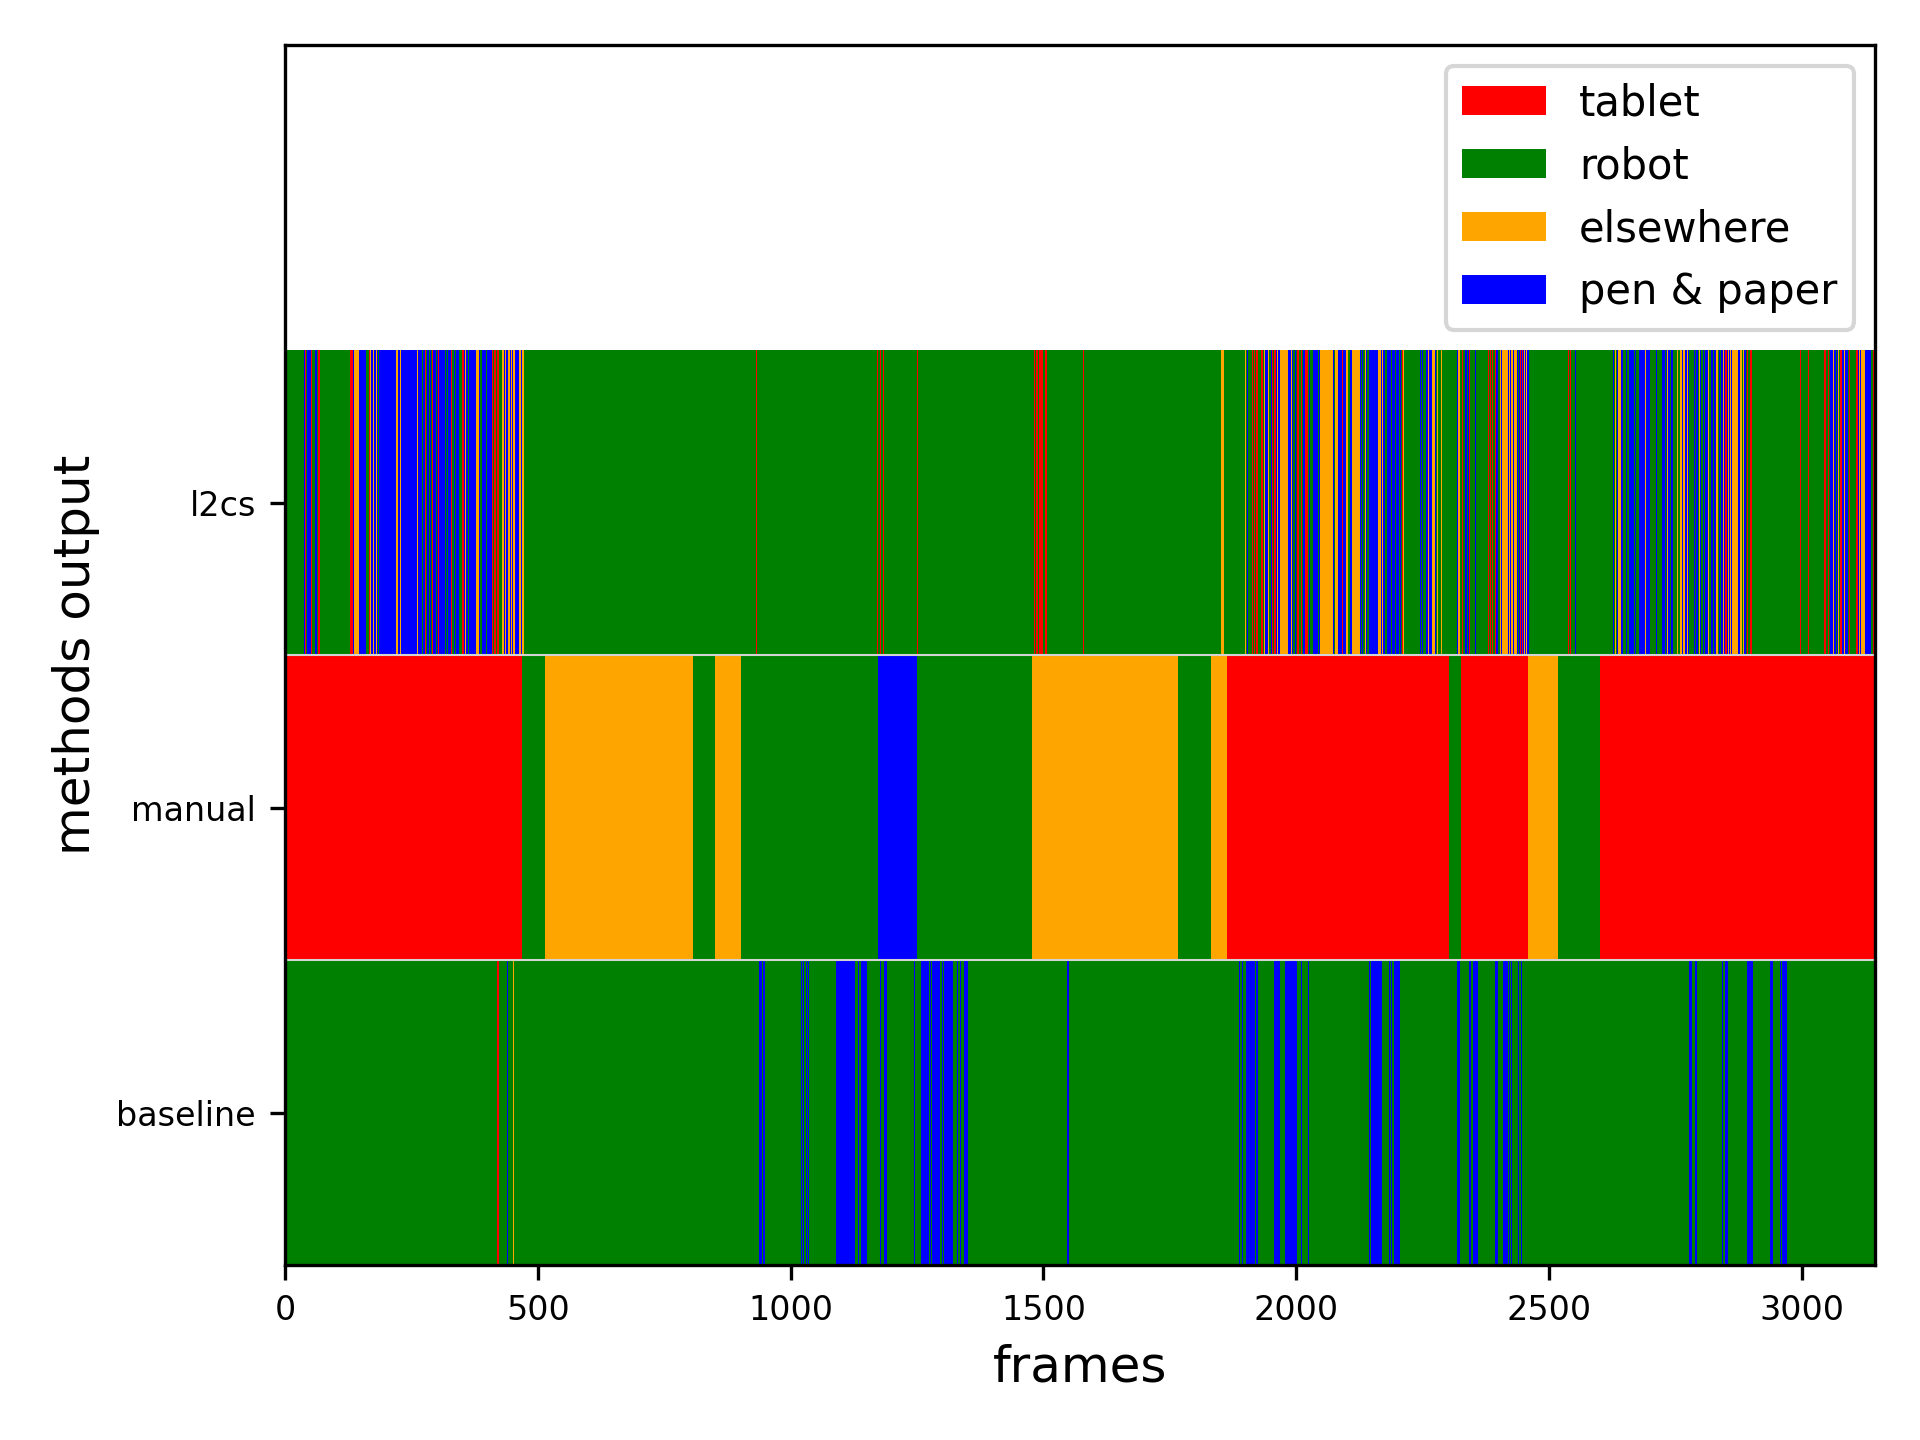 tablet
robot
elsewhere
pen & paper
methods output
l2cs
manual
baseline
0 500 1000 1500 2000 2500 3000
frames